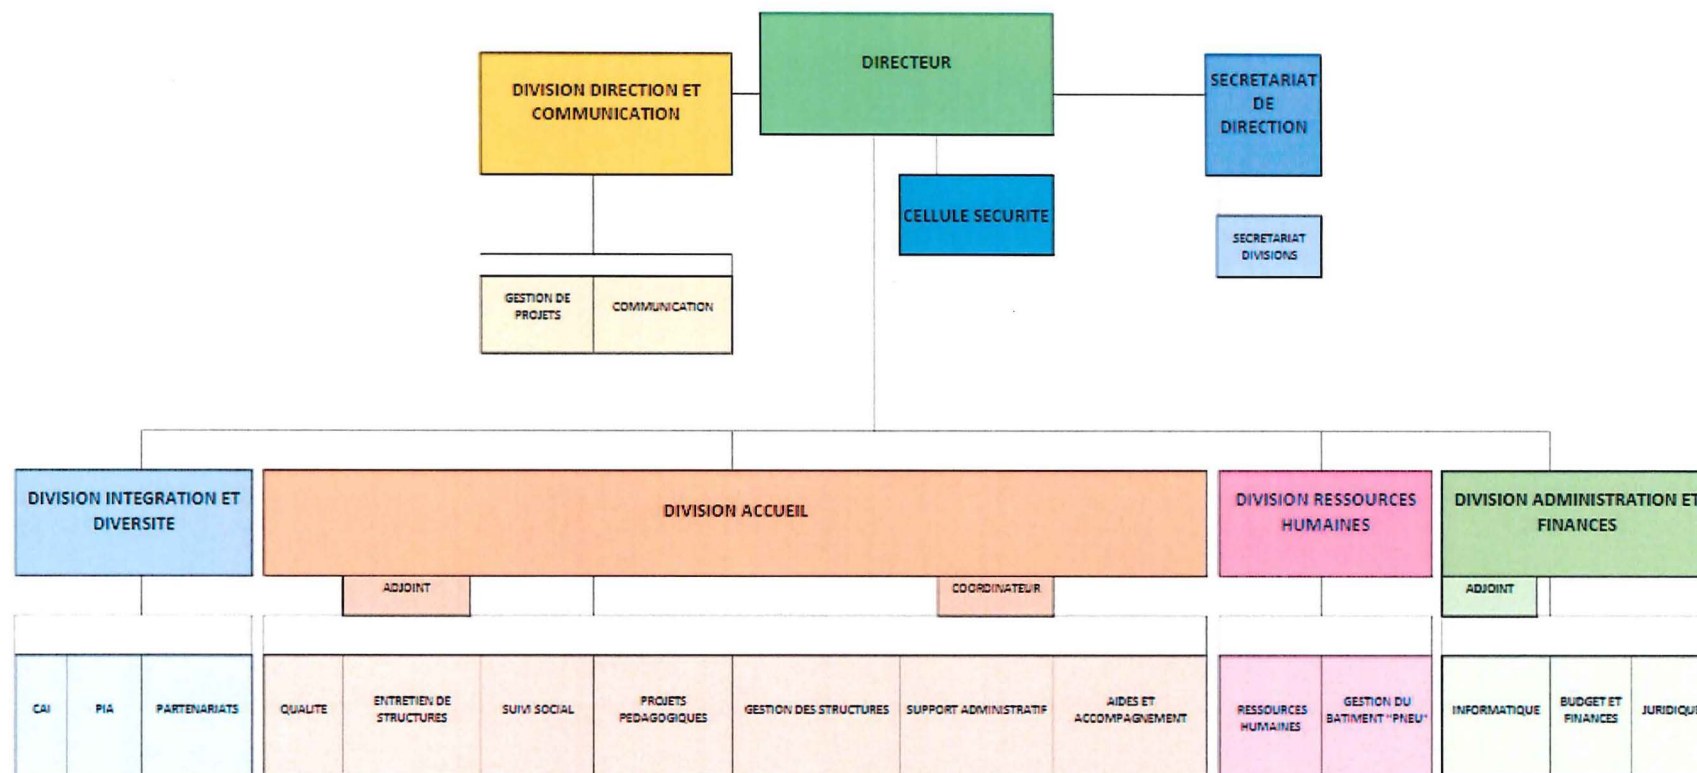 DIRECTEUR
DIVISION DIRECTION ET
COMMUNICATION
SECRETARIAT
DE
DIRECTION
CELLULE SECURITE
SECRETARIAT
DIVISIONS
GESTION DE
PROJETS
COMMUNICATION
DIVISION INTEGRATION ET
DIVERSITE
DIVISION ACCUEIL
DIVISION RESSOURCES
HUMAINES
DIVISION ADMINISTRATION ET
FINANCES
ADJOINT
COORDINATEUR
ADJOINT
CAI
PIA
PARTENARIATS
QUALITE
ENTRETIEN DE
STRUCTURES
SUIVI SOCIAL
PROJETS
PEDAGOGIQUES
GESTION DES STRUCTURES
SUPPORT ADMINISTRATIF
AIDES ET
ACCOMPAGNEMENT
RESSOURCES
HUMAINES
GESTION DU
BATIMENT "PNEU"
INFORMATIQUE
BUDGET ET
FINANCES
JURIDIQUE